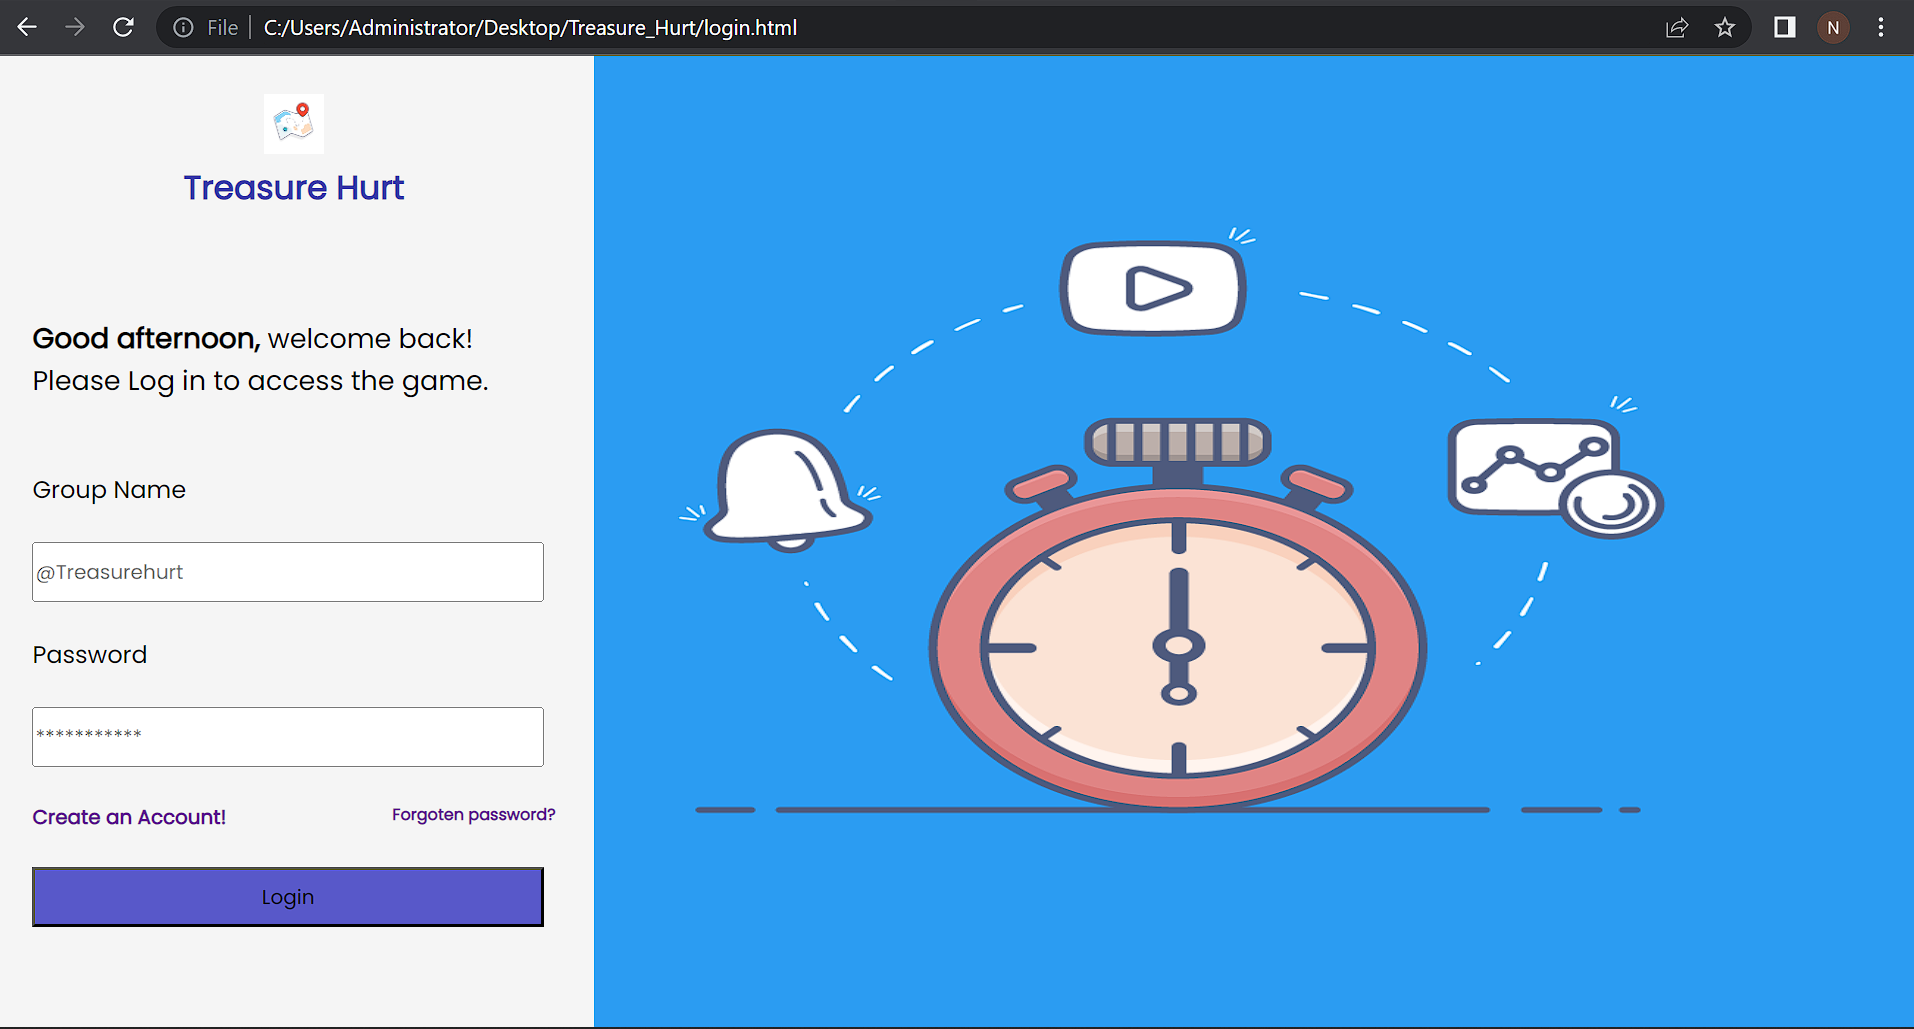 File
C:/Users/Administrator/Desktop/Treasure_Hurt/login.html
N
Treasure Hurt
Good afternoon, welcome back!
Please Log in to access the game.
Group Name
@Treasurehurt
Password
***********
Create an Account!
Forgoten password?
Login